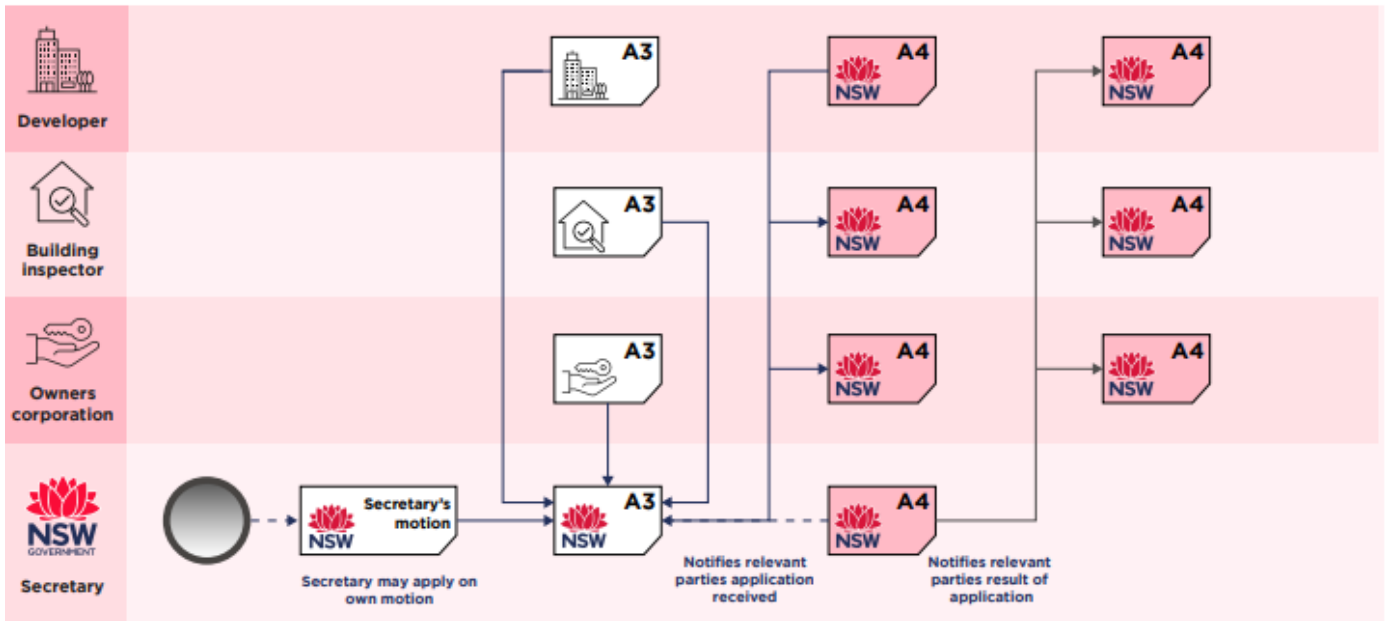 Developer
A3
A4
NSW
A4
NSW
Building
inspector
A3
A4
NSW
A4
NSW
Owners
corporation
A3
A4
NSW
A4
NSW
NSW
GOVERNMENT
Secretary
Secretary's
motion
NSW
Secretary may apply on
own motion
A3
NSW
Notifies relevant
parties application
received
A4
NSW
Notifies relevant
parties result of
application